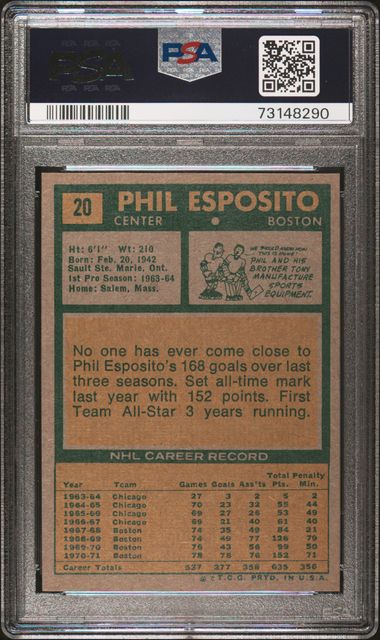 PSA
PSA
73148290
20
PHIL ESPOSITO
CENTER
BOSTON
Ht: 6'1" Wt: 210
Born: Feb. 20, 1942
Sault Ste. Marie, Ont.
1st Pro Season: 1963-64
Home: Salem, Mass.
THIS IS HOME!
PHIL AND HIS
BROTHER TONY
MANUFACTURE
SPORTS
EQUIPMENT.
No one has ever come close to
Phil Esposito's 168 goals over last
three seasons. Set all-time mark
last year with 152 points. First
Team All-Star 3 years running.
NHL CAREER RECORD
Total Penalty
Year Team Games Goals Ass'ts Pts. Min.
1963-64 Chicago 27 3 2 5 2
1964-65 Chicago 70 23 32 55 44
1965-66 Chicago 69 27 26 53 49
1966-67 Chicago 69 21 40 61 40
1967-68 Boston 74 35 49 84 21
1968-69 Boston 74 49 77 126 79
1969-70 Boston 76 43 56 99 50
1970-71 Boston 78 76 76 152 71
Career Totals 537 277 358 635 356
© T.C.G. PRTD. IN U.S.A.